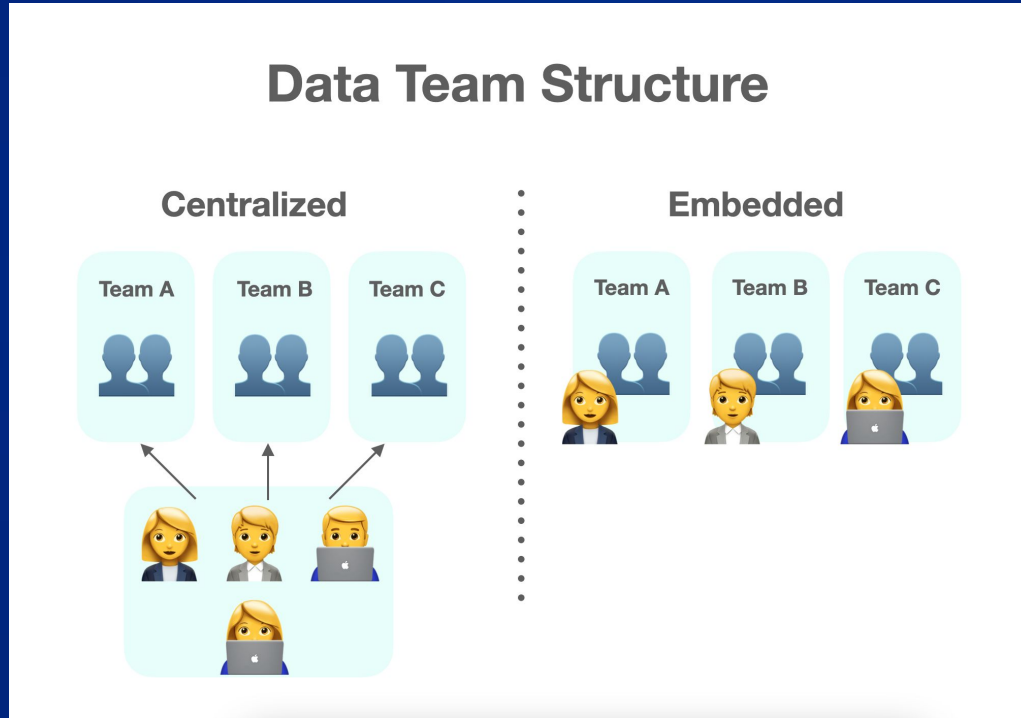 Data Team Structure
Centralized
Team A
Team B
Team C
Embedded
Team A
Team B
Team C